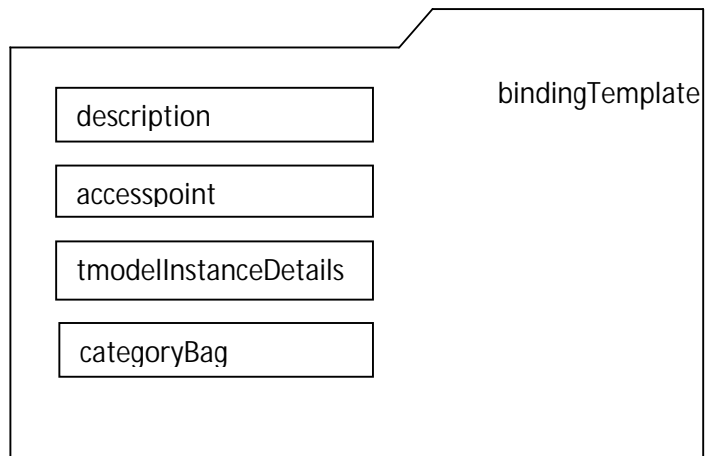 bindingTemplate
description
accesspoint
tmodelInstanceDetails
categoryBag